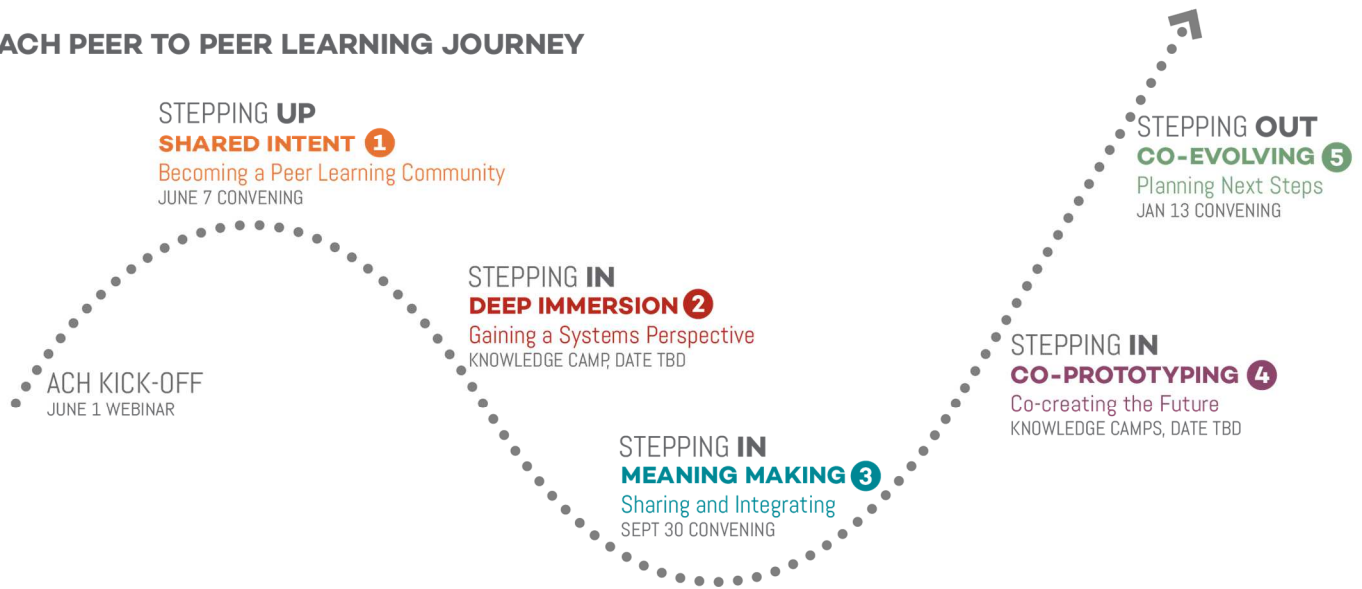 ACH PEER TO PEER LEARNING JOURNEY
STEPPING UP
SHARED INTENT 1
Becoming a Peer Learning Community
JUNE 7 CONVENING
STEPPING OUT
CO-EVOLVING 5
Planning Next Steps
JAN 13 CONVENING
STEPPING IN
DEEP IMMERSION 2
Gaining a Systems Perspective
KNOWLEDGE CAMP, DATE TBD
STEPPING IN
CO-PROTOTYPING 4
Co-creating the Future
KNOWLEDGE CAMPS, DATE TBD
ACH KICK-OFF
JUNE 1 WEBINAR
STEPPING IN
MEANING MAKING 3
Sharing and Integrating
SEPT 30 CONVENING